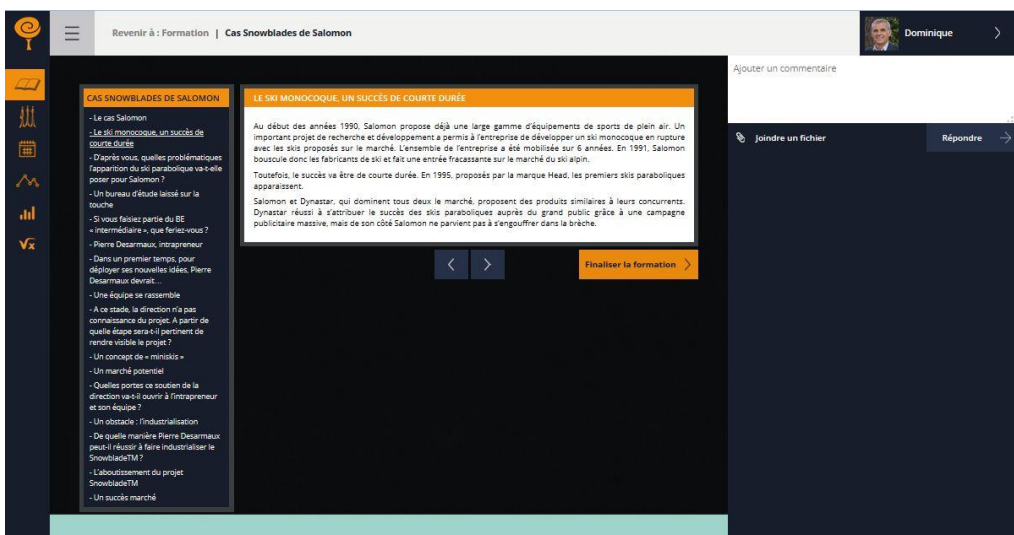 Revenir à : Formation | Cas Snowblades de Salomon
Dominique
CAS SNOWBLADES DE SALOMON
- Le cas Salomon
- Le ski monocoque, un succès de
courte durée
- D'après vous, quelles problématiques
l'apparition du ski parabolique va-t-elle
poser pour Salomon ?
- Un bureau d'étude laissé sur la
touche
- Si vous faisiez partie du BE
« intermédiaire », que feriez-vous ?
- Pierre Desarmaux, intrapreneur
- Dans un premier temps, pour
déployer ses nouvelles idées, Pierre
Desarmaux devrait…
- Une équipe se rassemble
- A ce stade, la direction n'a pas
connaissance du projet. A partir de
quelle étape sera-t-il pertinent de
rendre visible le projet ?
- Un concept de « miniskis »
- Un marché potentiel
- Quelles portes ce soutien de la
direction va-t-il ouvrir à l'intrapreneur
et son équipe ?
- Un obstacle : l'industrialisation
- De quelle manière Pierre Desarmaux
peut-il réussir à faire industrialiser le
SnowbladeTM ?
- L'aboutissement du projet
SnowbladeTM
- Un succès marché
LE SKI MONOCOQUE, UN SUCCÈS DE COURTE DURÉE
Au début des années 1990, Salomon propose déjà une large gamme d'équipements de sports de plein air. Un
important projet de recherche et développement a permis à l'entreprise de développer un ski monocoque en rupture
avec les skis proposés sur le marché. L'ensemble de l'entreprise a été mobilisée sur 6 années. En 1991, Salomon
bouscule donc les fabricants de ski et fait une entrée fracassante sur le marché du ski alpin.
Toutefois, le succès va être de courte durée. En 1995, proposés par la marque Head, les premiers skis paraboliques
apparaissent.
Salomon et Dynastar, qui dominent tous deux le marché, proposent des produits similaires à leurs concurrents.
Dynastar réussi à s'attribuer le succès des skis paraboliques auprès du grand public grâce à une campagne
publicitaire massive, mais de son côté Salomon ne parvient pas à s'engouffrer dans la brèche.
Finaliser la formation
Ajouter un commentaire
Joindre un fichier
Répondre